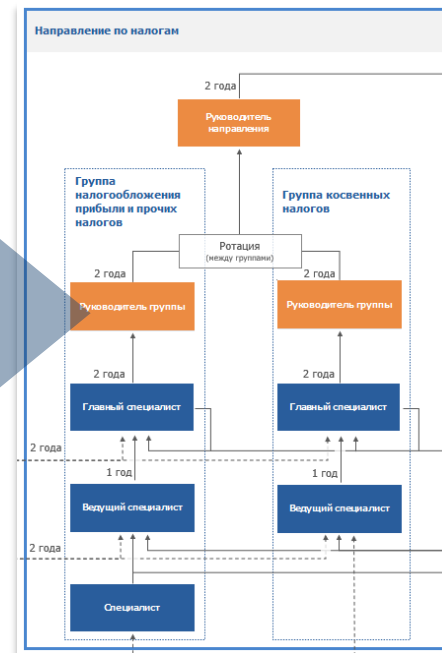 Направление по налогам
2 года
Руководитель
направления
Группа
налогообложения
прибыли и прочих
налогов
Группа косвенных
налогов
Ротация
(между группами)
2 года
2 года
Руководитель группы
Руководитель группы
2 года
2 года
Главный специалист
Главный специалист
2 года
1 год
1 год
Ведущий специалист
Ведущий специалист
2 года
Специалист